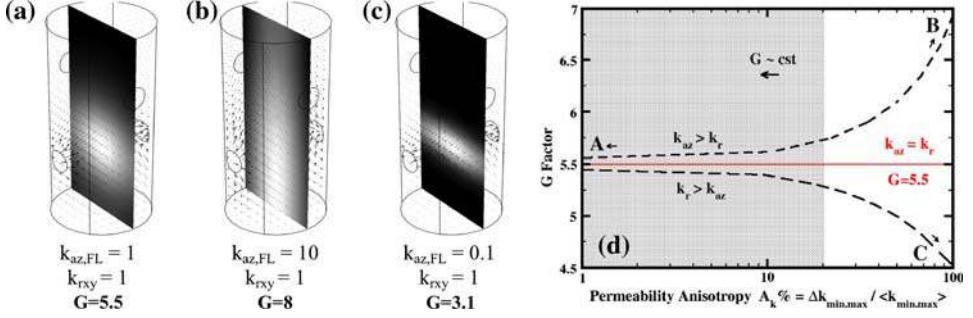 (a)
(b)
(c)
k_az,FL = 1
k_rxy = 1
G=5.5
k_az,FL = 10
k_rxy = 1
G=8
k_az,FL = 0.1
k_rxy = 1
G=3.1
7
6.5
6
5.5
5
4.5
G Factor
B
G ~ cst
←
A ←
k_az > k_r
k_az = k_r
k_r > k_az
G=5.5
(d)
C
1
10
100
Permeability Anisotropy A_k% = Δk_min,max / <k_min,max>